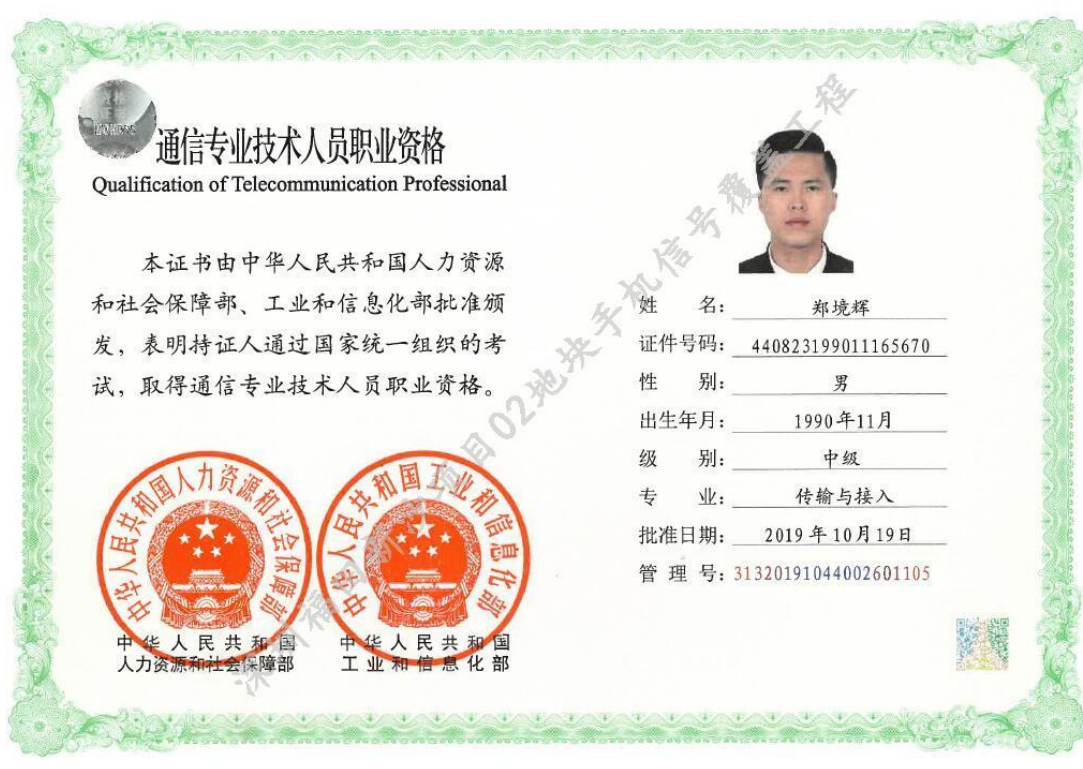 通信专业技术人员职业资格
Qualification of Telecommunication Professional
本证书由中华人民共和国人力资源
和社会保障部、工业和信息化部批准颁
发，表明持证人通过国家统一组织的考
试，取得通信专业技术人员职业资格。
中华人民共和国人力资源和社会保障部
中华人民共和国工业和信息化部
中华人民共和国
人力资源和社会保障部
中华人民共和国
工业和信息化部
姓 名：郑境辉
证件号码：440823199011165670
性 别：男
出生年月：1990年11月
级 别：中级
专 业：传输与接入
批准日期：2019年10月19日
管 理 号：31320191044002601105
项目02地块手机信号覆盖工程